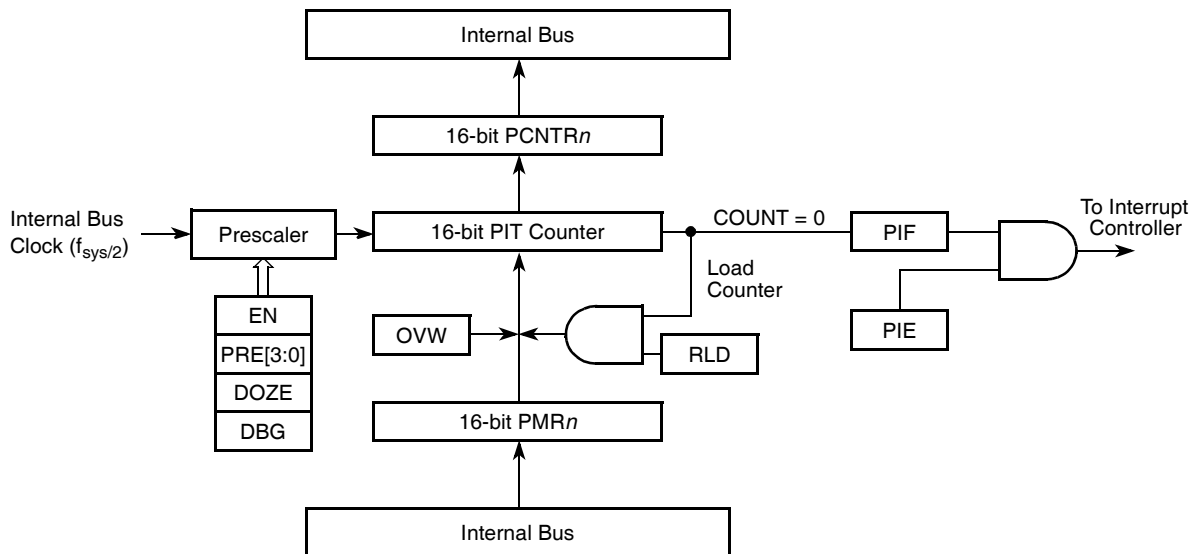 Internal Bus
16-bit PCNTRn
Internal Bus
Clock (fsys/2)
Prescaler
16-bit PIT Counter
COUNT = 0
PIF
To Interrupt
Controller
Load
Counter
EN
PRE[3:0]
DOZE
DBG
OVW
RLD
PIE
16-bit PMRn
Internal Bus